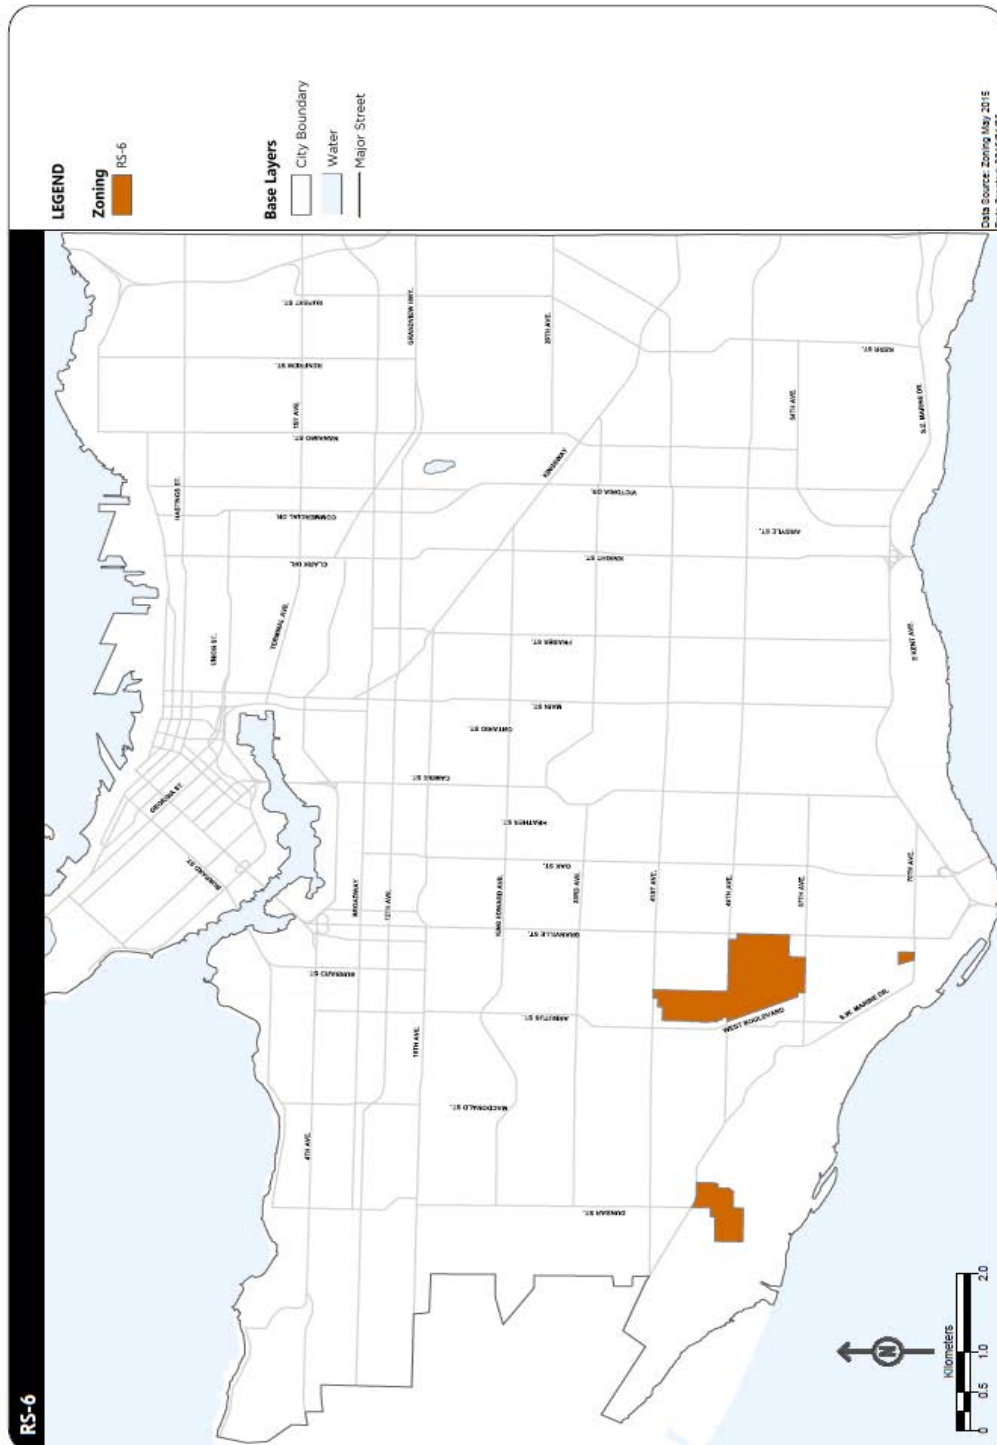 RS-6
LEGEND
Zoning
RS-6
Base Layers
City Boundary
Water
Major Street
HASTINGS ST.
UNION ST.
TERMINAL AVE.
1ST AVE.
GRANDVIEW HWY.
RUPERT ST.
RENFREW ST.
NANAIMO ST.
COMMERCIAL DR.
CLARK DR.
VICTORIA DR.
KNIGHT ST.
ARGYLE ST.
KERR ST.
FRASER ST.
MAIN ST.
ONTARIO ST.
CAMBIE ST.
HEATHER ST.
OAK ST.
GRANVILLE ST.
BURRARD ST.
ARBUTUS ST.
MACDONALD ST.
DUNBAR ST.
GEORGIA ST.
BURRARD ST.
4TH AVE.
BROADWAY
12TH AVE.
16TH AVE.
KING EDWARD AVE.
33RD AVE.
41ST AVE.
49TH AVE.
57TH AVE.
70TH AVE.
29TH AVE.
54TH AVE.
KINGSWAY
WEST BOULEVARD
S.W. MARINE DR.
S.E. MARINE DR.
E KENT AVE.
N
Kilometers
0 0.5 1.0 2.0
Data Source: Zoning May 2015